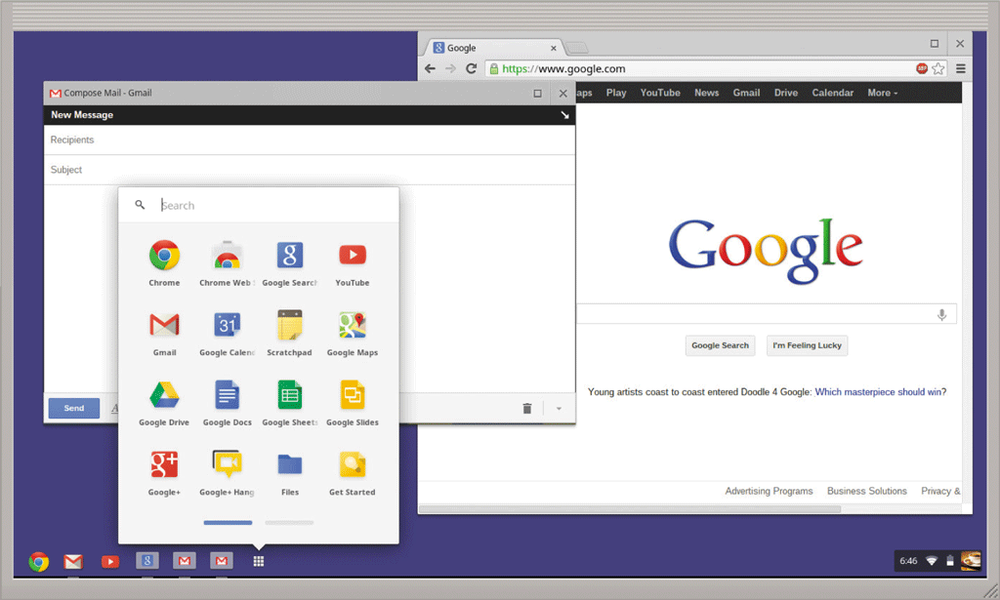 Google
https://www.google.com
Compose Mail - Gmail
Play YouTube News Gmail Drive Calendar More
New Message
Recipients
Subject
Search
Google
Chrome Chrome Web Google Search YouTube
31
Gmail Google Calen Scratchpad Google Maps
Google Search I'm Feeling Lucky
Young artists coast to coast entered Doodle 4 Google: Which masterpiece should win?
Send
Google Drive Google Docs Google Sheets Google Slides
Google+ Google+ Hang Files Get Started
Advertising Programs Business Solutions Privacy &
6:46